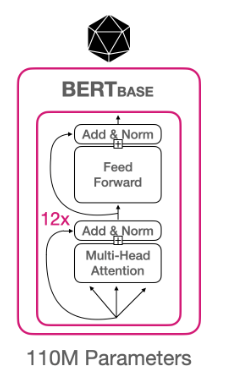 BERTBASE
Add & Norm
Feed
Forward
12x
Add & Norm
Multi-Head
Attention
110M Parameters